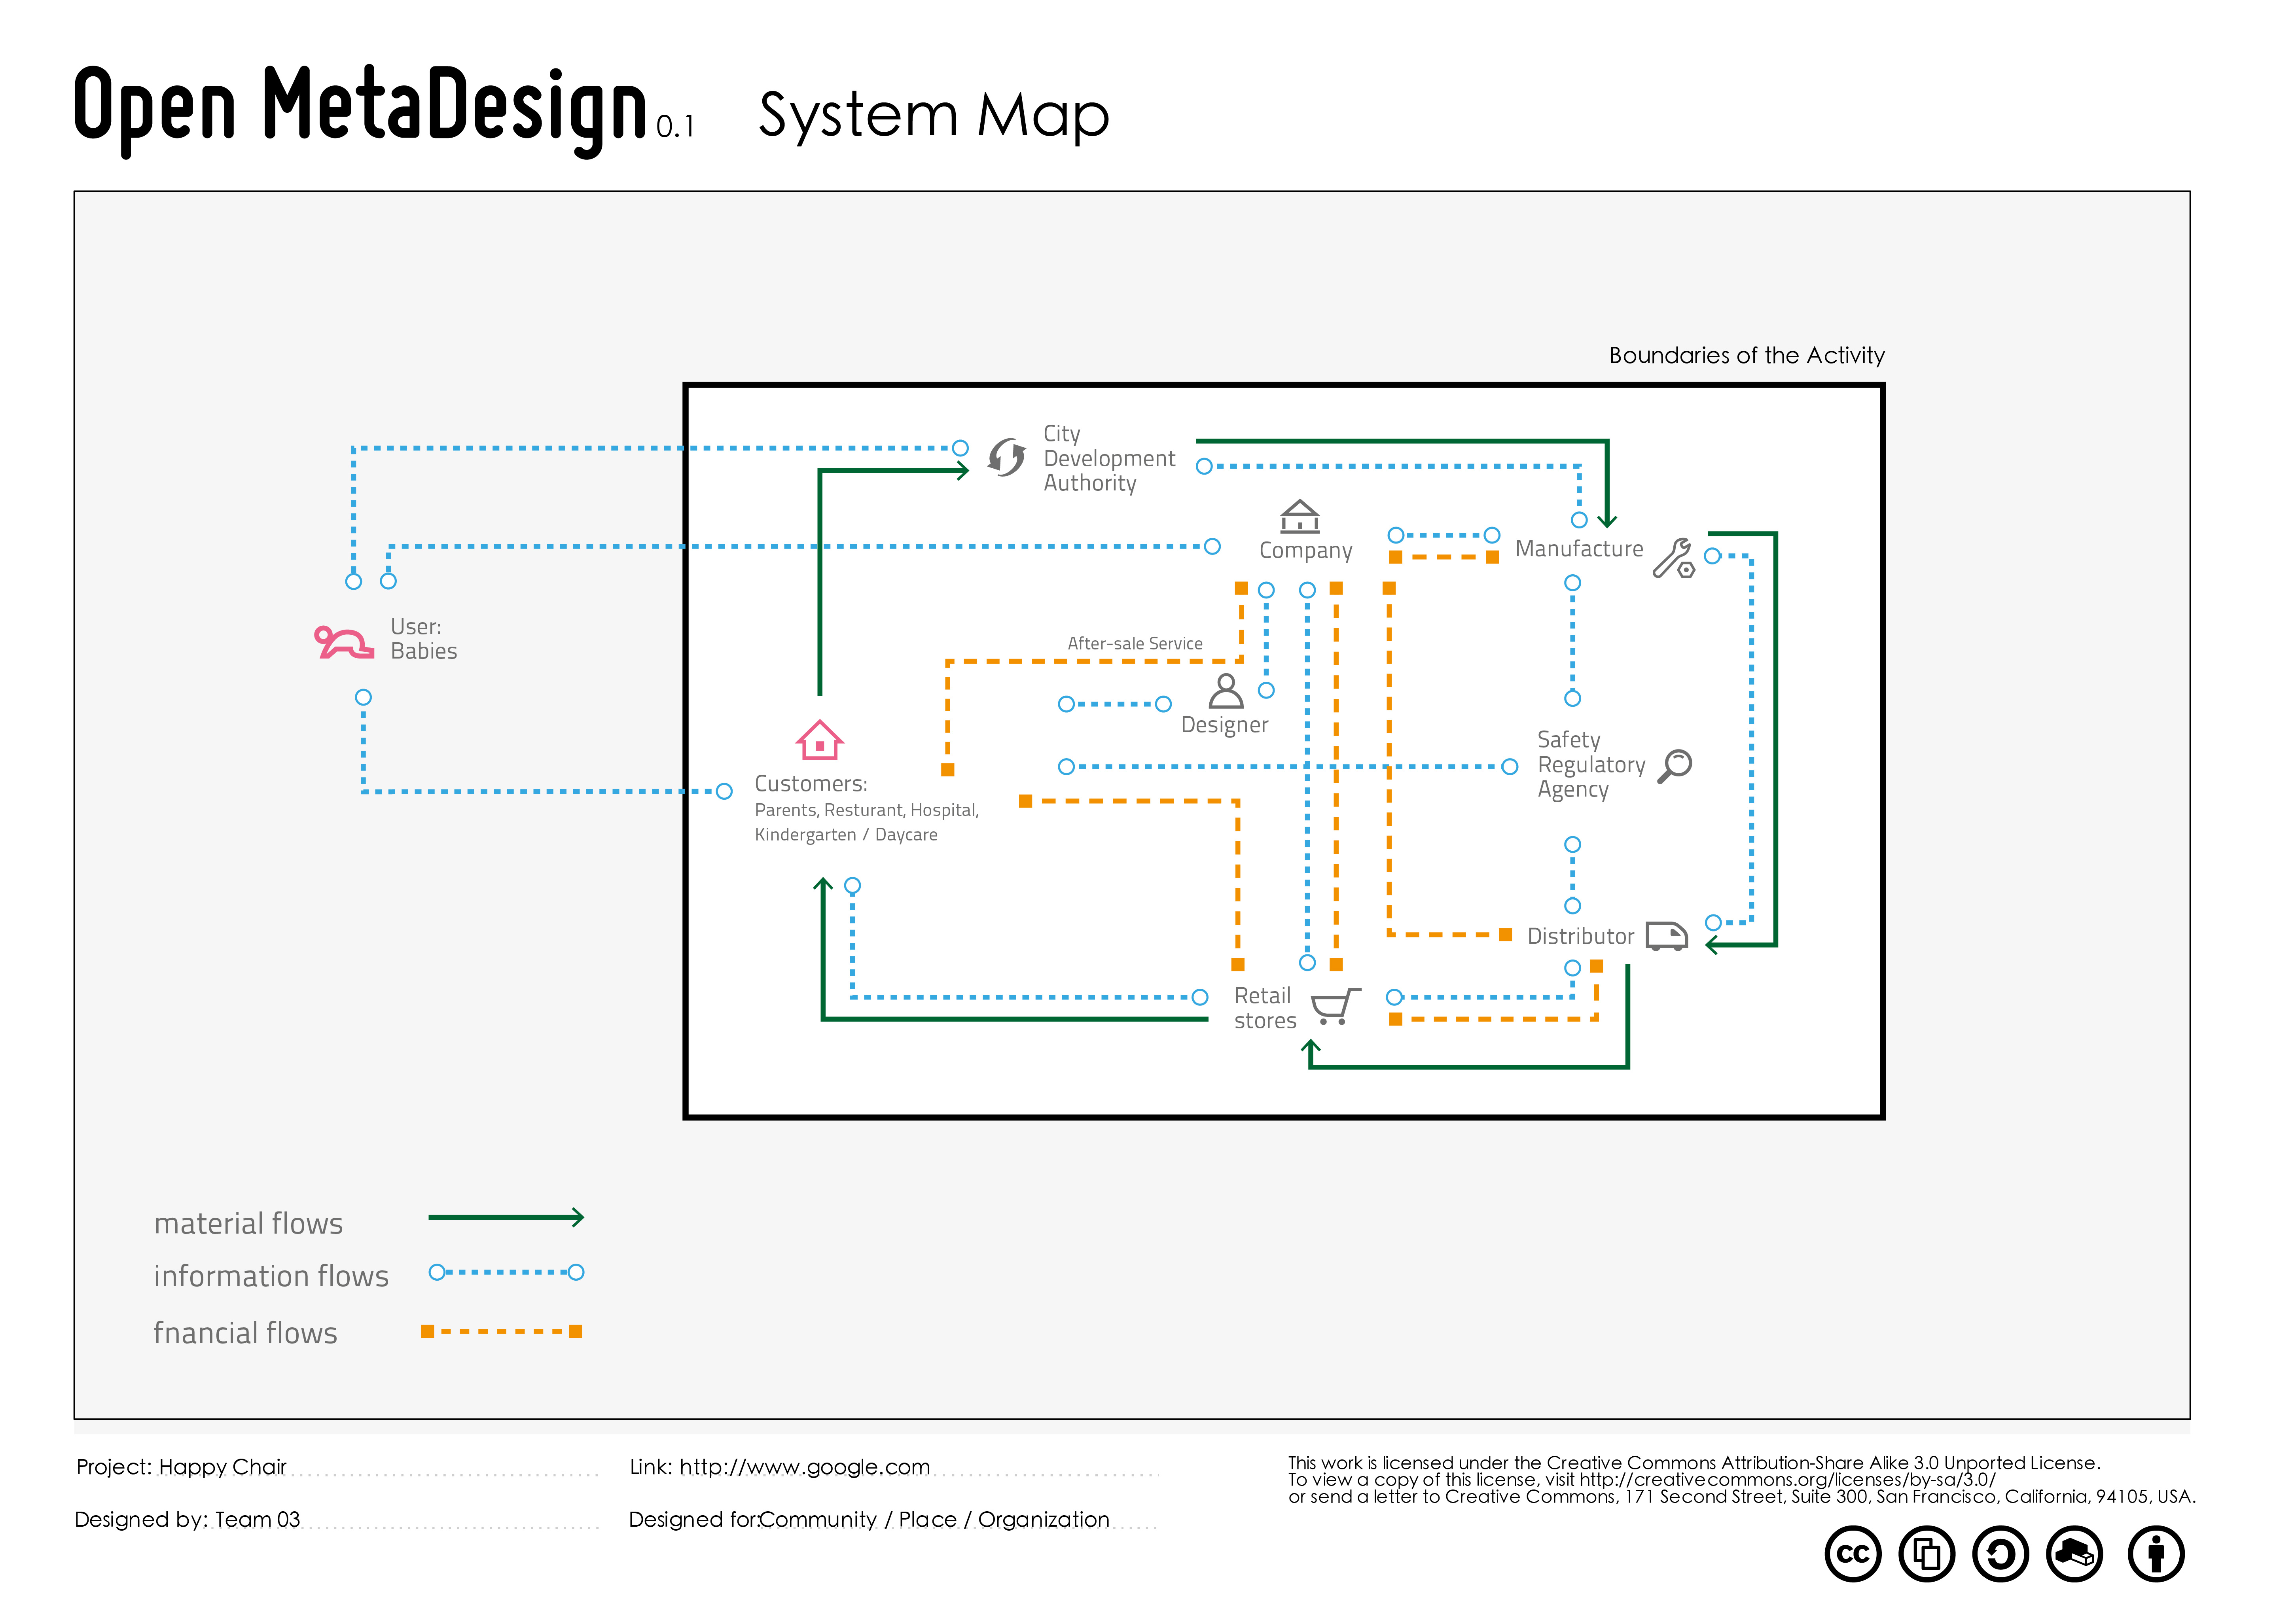 Open MetaDesign 0.1 System Map
Boundaries of the Activity
City
Development
Authority
Company
Manufacture
User:
Babies
After-sale Service
Designer
Safety
Regulatory
Agency
Customers:
Parents, Resturant, Hospital,
Kindergarten / Daycare
Distributor
Retail
stores
material flows
information flows
fnancial flows
Project: Happy Chair
Designed by: Team 03
Link: http://www.google.com
Designed for:Community / Place / Organization
This work is licensed under the Creative Commons Attribution-Share Alike 3.0 Unported License.
To view a copy of this license, visit http://creativecommons.org/licenses/by-sa/3.0/
or send a letter to Creative Commons, 171 Second Street, Suite 300, San Francisco, California, 94105, USA.
cc